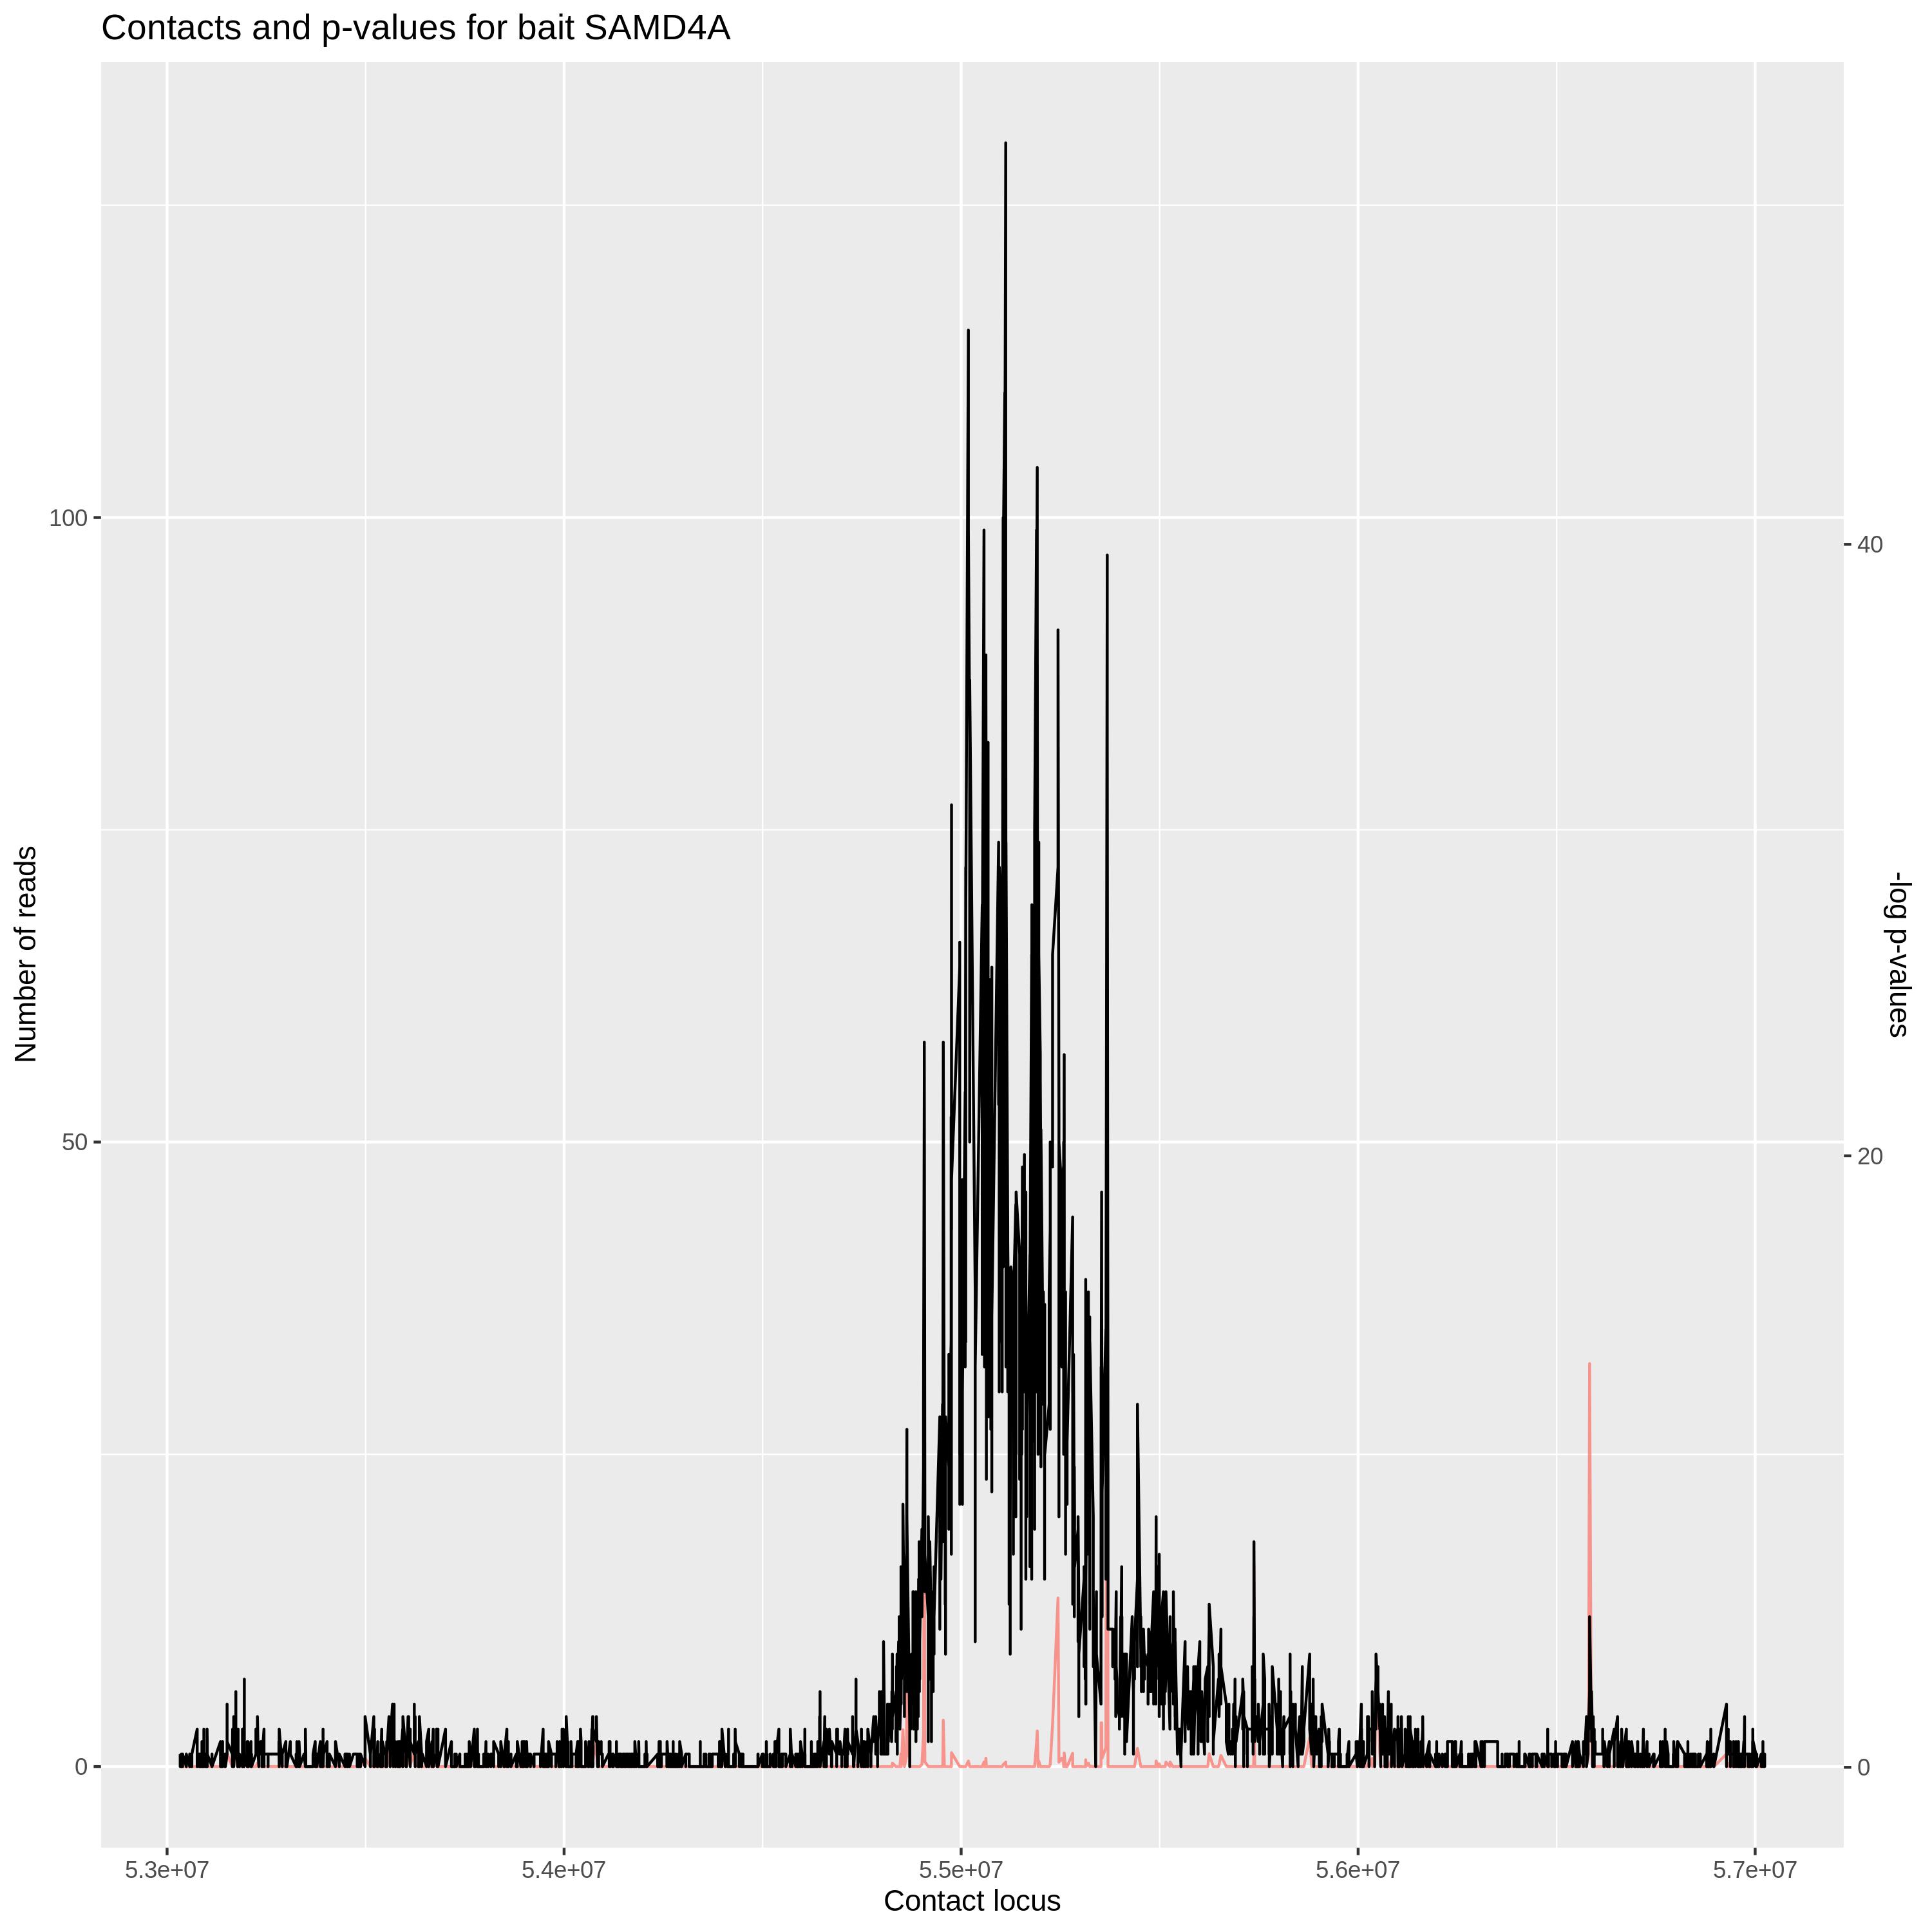 Contacts and p-values for bait SAMD4A
100
50
0
Number of reads
40
20
0
-log p-values
5.3e+07 5.4e+07 5.5e+07 5.6e+07 5.7e+07
Contact locus